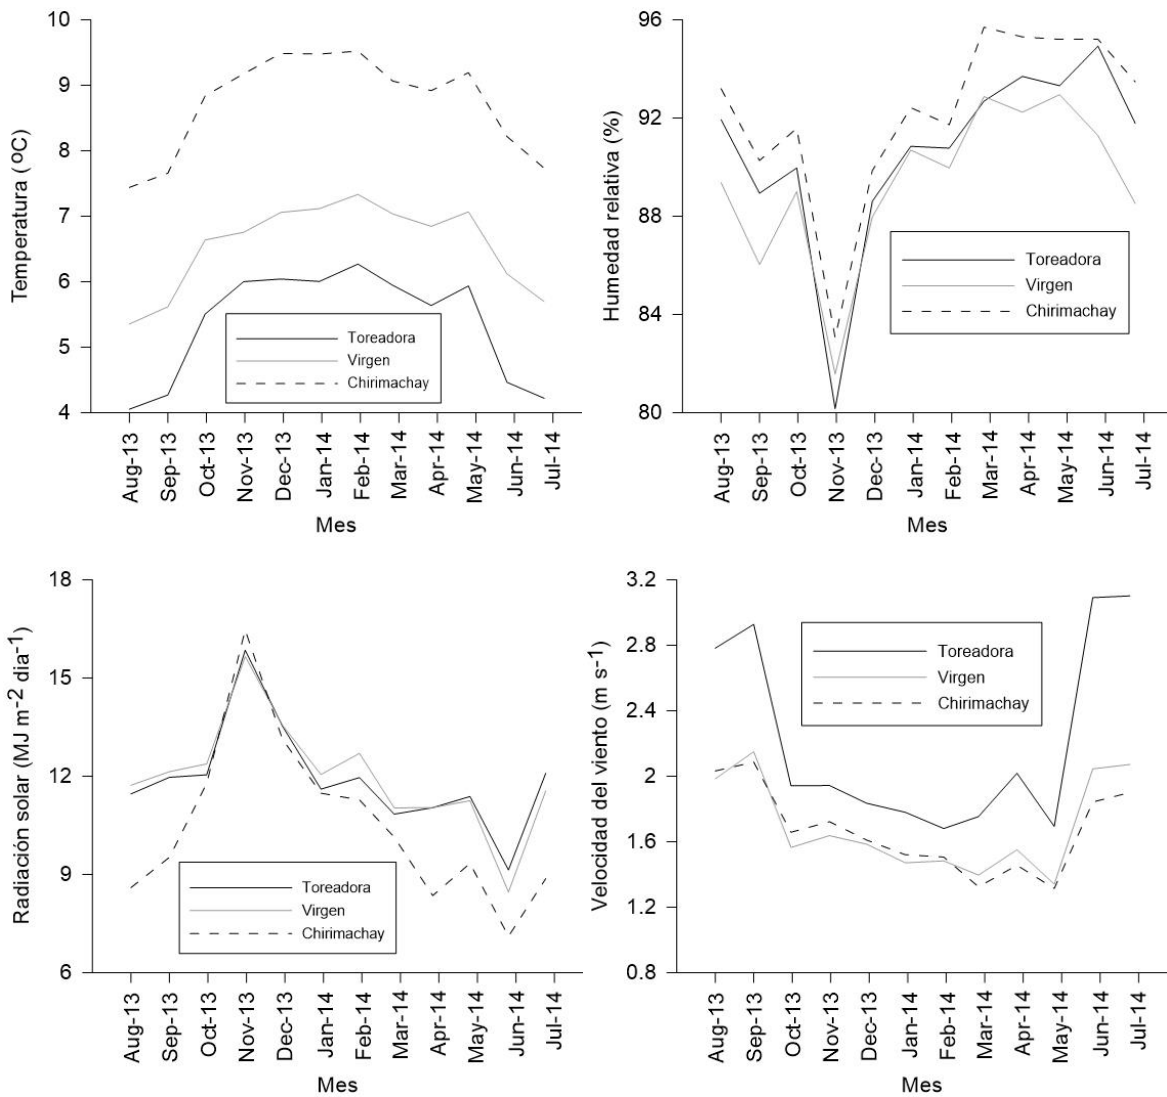 10
9
8
7
6
5
4
Temperatura (ºC)
Toreadora
Virgen
Chirimachay
Aug-13
Sep-13
Oct-13
Nov-13
Dec-13
Jan-14
Feb-14
Mar-14
Apr-14
May-14
Jun-14
Jul-14
Mes
96
92
88
84
80
Humedad relativa (%)
Toreadora
Virgen
Chirimachay
Aug-13
Sep-13
Oct-13
Nov-13
Dec-13
Jan-14
Feb-14
Mar-14
Apr-14
May-14
Jun-14
Jul-14
Mes
18
15
12
9
6
Radiación solar (MJ m-2 dia-1)
Toreadora
Virgen
Chirimachay
Aug-13
Sep-13
Oct-13
Nov-13
Dec-13
Jan-14
Feb-14
Mar-14
Apr-14
May-14
Jun-14
Jul-14
Mes
3.2
2.8
2.4
2
1.6
1.2
0.8
Velocidad del viento (m s-1)
Toreadora
Virgen
Chirimachay
Aug-13
Sep-13
Oct-13
Nov-13
Dec-13
Jan-14
Feb-14
Mar-14
Apr-14
May-14
Jun-14
Jul-14
Mes